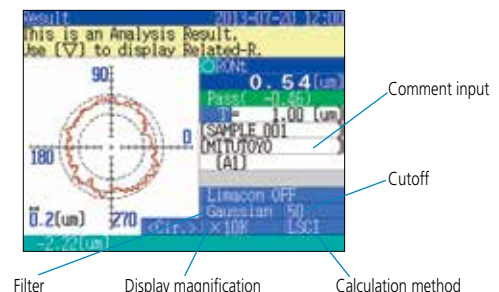 Result 2013-07-20 12:00
This is an Analysis Result.
Use [▽] to display Related-R.
90
180
0
270
0.2(um)
<Cir.>
-2.22(um)
○RONt
0.54(um)
Pass( -0.46)
= 1.00 (um)
(SAMPLE 001
(MITUTOYO )
[A1]
Limacon OFF
Gaussian 50
×10K LSCI
Comment input
Cutoff
Filter
Display magnification
Calculation method